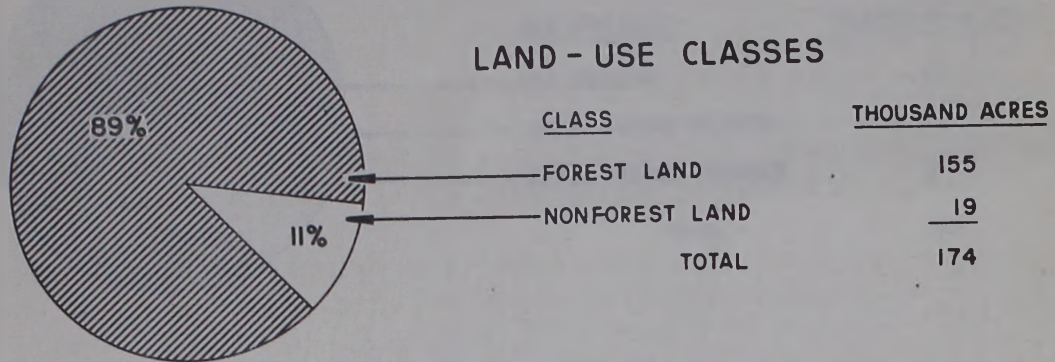 LAND-USE CLASSES
CLASS THOUSAND ACRES
89%
FOREST LAND 155
NONFOREST LAND 19
11%
TOTAL 174